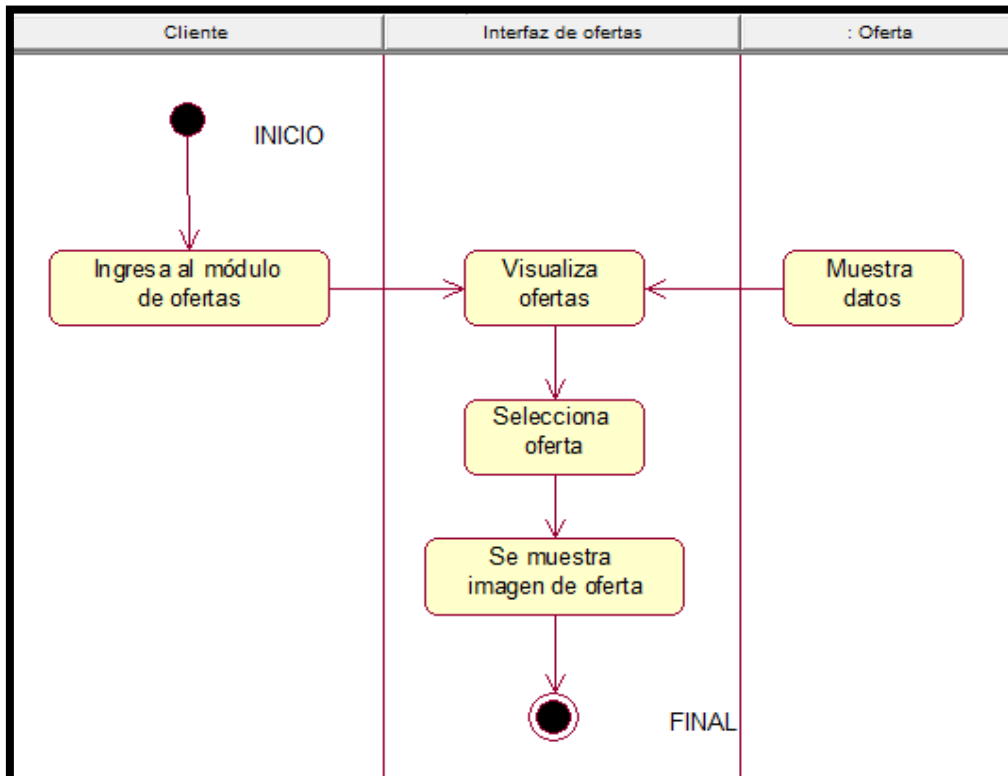 Cliente
Interfaz de ofertas
: Oferta
INICIO
Ingresa al módulo
de ofertas
Visualiza
ofertas
Muestra
datos
Selecciona
oferta
Se muestra
imagen de oferta
FINAL